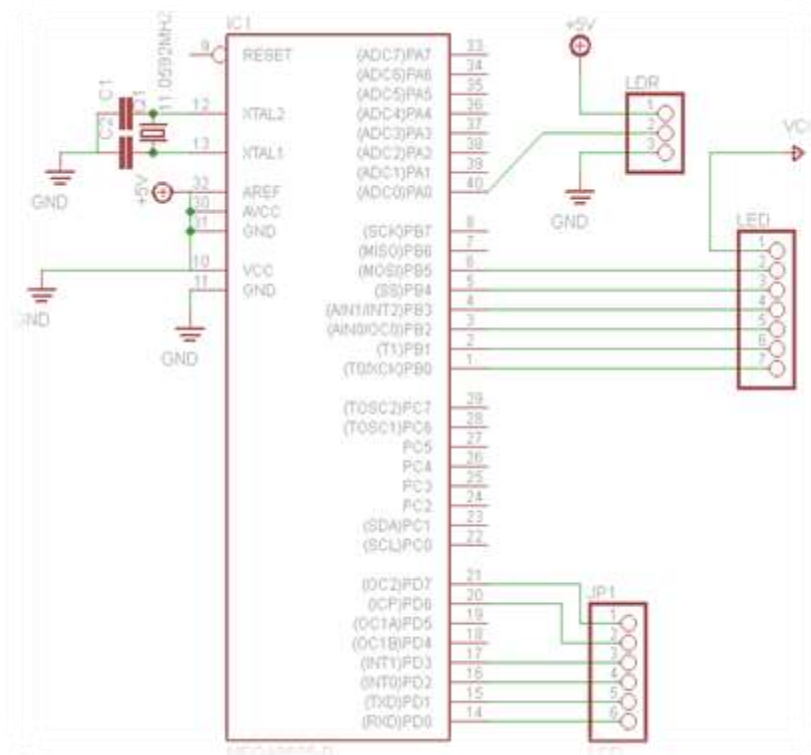 IC1
9
RESET
C1
C2
Q1
11.0592MHZ
12
XTAL2
13
XTAL1
GND
+5V
32
AREF
30
AVCC
31
GND
10
VCC
11
GND
GND
GND
(ADC7)PA7
33
(ADC6)PA6
34
(ADC5)PA5
35
(ADC4)PA4
36
(ADC3)PA3
37
(ADC2)PA2
38
(ADC1)PA1
39
(ADC0)PA0
40
(SCK)PB7
8
(MISO)PB6
7
(MOSI)PB5
6
(SS)PB4
5
(AIN1/INT2)PB3
4
(AIN0/OC0)PB2
3
(T1)PB1
2
(T0/XCK)PB0
1
(TOSC2)PC7
29
(TOSC1)PC6
28
PC5
27
PC4
26
PC3
25
PC2
24
(SDA)PC1
23
(SCL)PC0
22
(OC2)PD7
21
(ICP)PD6
20
(OC1A)PD5
19
(OC1B)PD4
18
(INT1)PD3
17
(INT0)PD2
16
(TXD)PD1
15
(RXD)PD0
14
+5V
LDR
1
2
3
GND
LED
1
2
3
4
5
6
7
JP1
1
2
3
4
5
6